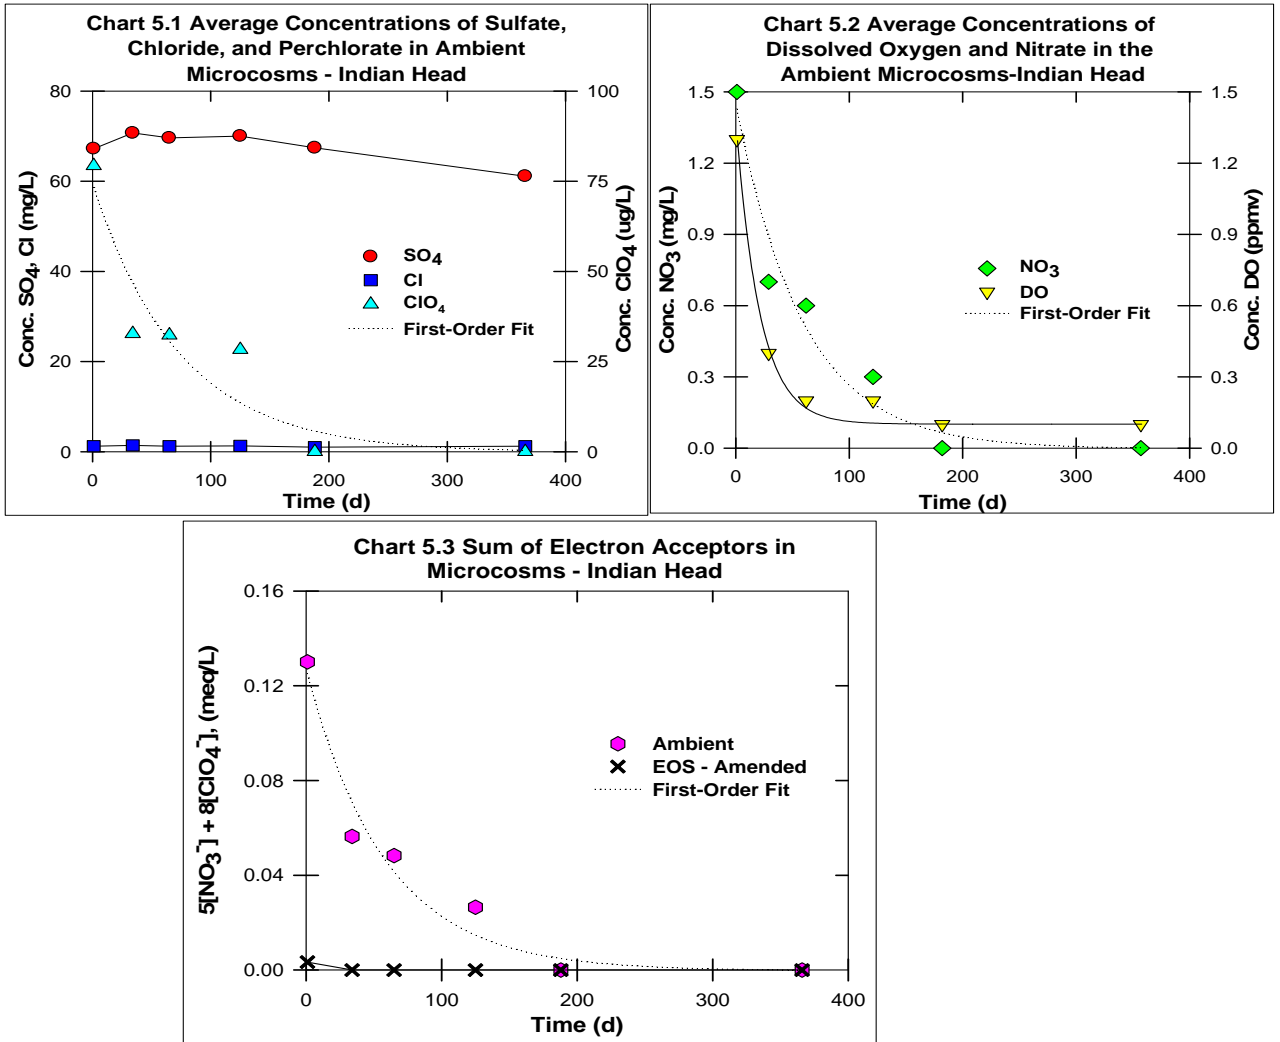 Chart 5.1 Average Concentrations of Sulfate,
Chloride, and Perchlorate in Ambient
Microcosms - Indian Head
80
60
40
20
0
100
75
50
25
0
0 100 200 300 400
Conc. SO4, Cl (mg/L)
Conc. ClO4 (ug/L)
SO4
Cl
ClO4
First-Order Fit
Time (d)
Chart 5.2 Average Concentrations of
Dissolved Oxygen and Nitrate in the
Ambient Microcosms-Indian Head
1.5
1.2
0.9
0.6
0.3
0.0
1.5
1.2
0.9
0.6
0.3
0.0
0 100 200 300 400
Conc. NO3 (mg/L)
Conc. DO (ppmv)
NO3
DO
First-Order Fit
Time (d)
Chart 5.3 Sum of Electron Acceptors in
Microcosms - Indian Head
0.16
0.12
0.08
0.04
0.00
0 100 200 300 400
5[NO3-] + 8[ClO4-], (meq/L)
Ambient
EOS - Amended
First-Order Fit
Time (d)